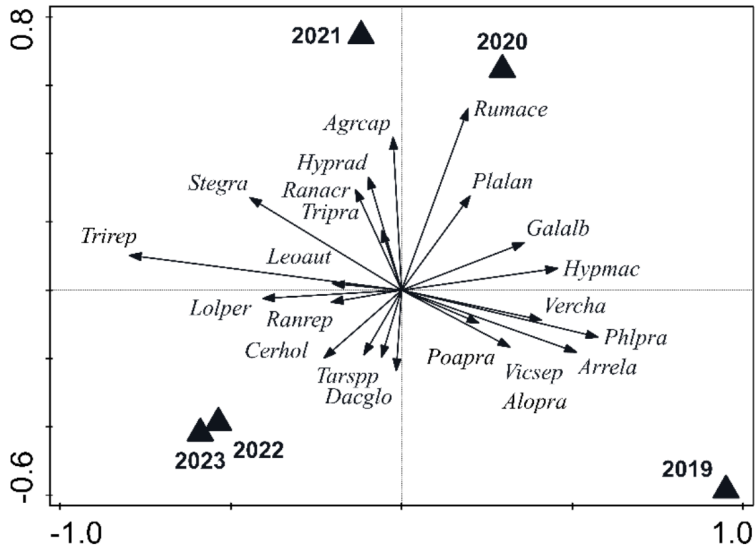 0.8
2021
2020
Rumace
Agrcap
Hyprad
Stegra
Ranacr
Plalan
Tripra
Galalb
Trirep
Leoaut
Hypmac
Lolper
Ranrep
Vercha
Phlpra
Cerhol
Poapra
Arrela
Tarspp
Vicsep
Dacglo
Alopra
2022
2023
2019
-0.6
-1.0
1.0